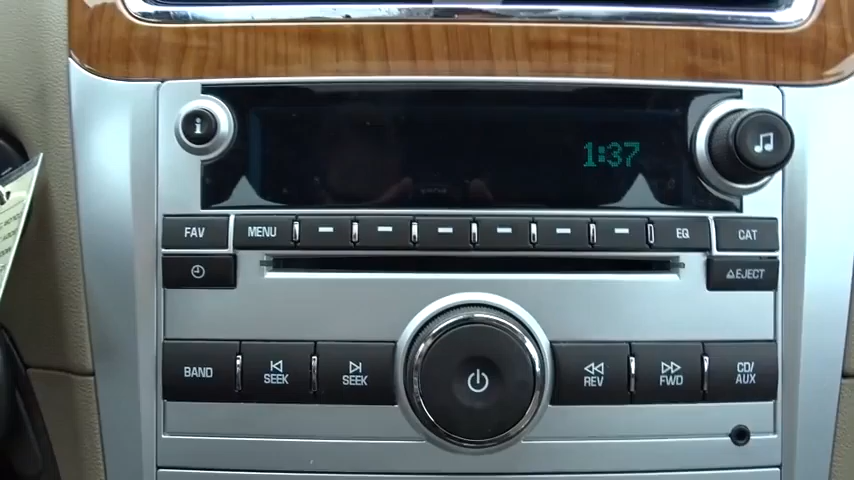 i
1:37
FAV
MENU
EQ
CAT
EJECT
BAND
SEEK
SEEK
REV
FWD
CD/
AUX